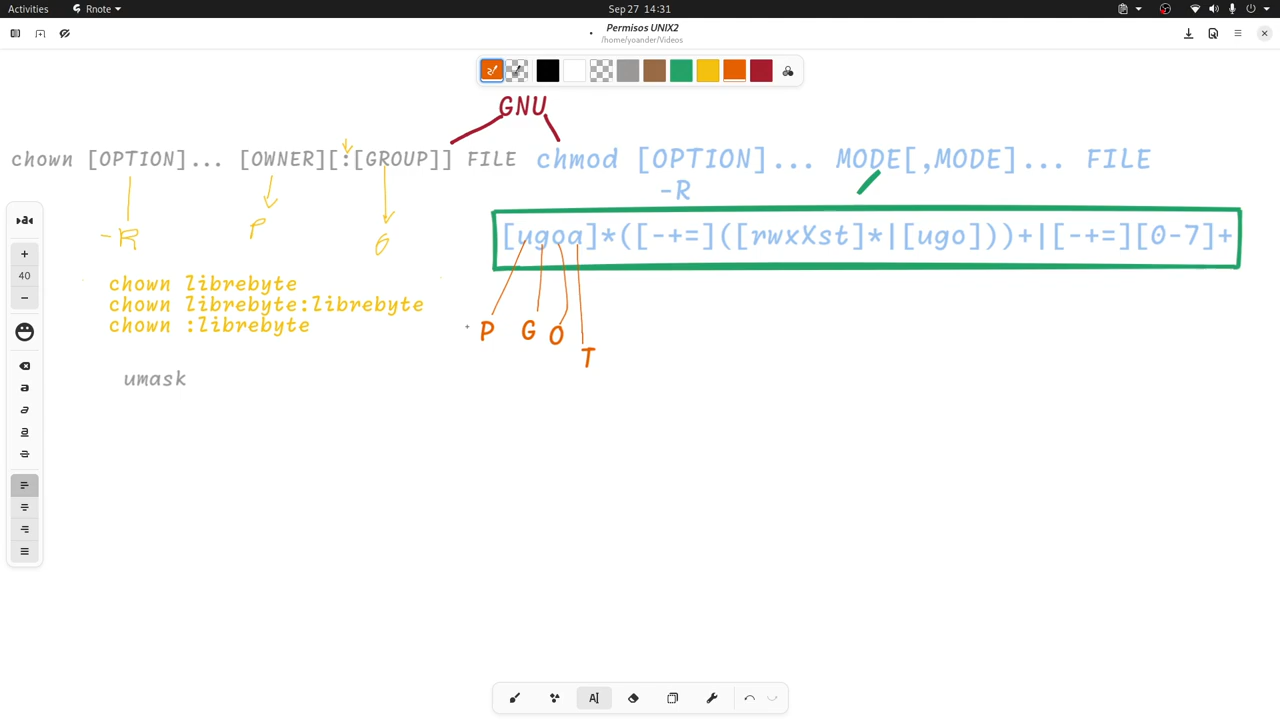 Activities
Rnote
Sep 27 14:31
Permisos UNIX2
/home/yoander/Videos
GNU
chown [OPTION]... [OWNER][:[GROUP]] FILE
chmod [OPTION]... MODE[,MODE]... FILE
-R
[ugoa]*([-+=]([rwxXst]*|[ugo]))+|[-+=][0-7]+
-R
P
G
chown librebyte
chown librebyte:librebyte
chown :librebyte
P G O
T
umask
40